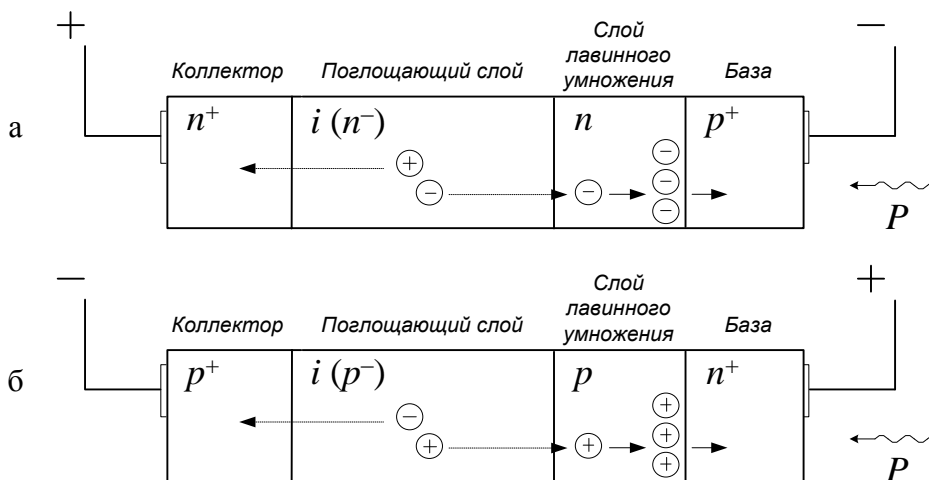 + −
Слой
лавинного
умножения
Коллектор Поглощающий слой База
а n⁺ i (n⁻) n p⁺
+ − − − − −
P
− +
Слой
лавинного
умножения
Коллектор Поглощающий слой База
б p⁺ i (p⁻) p n⁺
− + + + + +
P